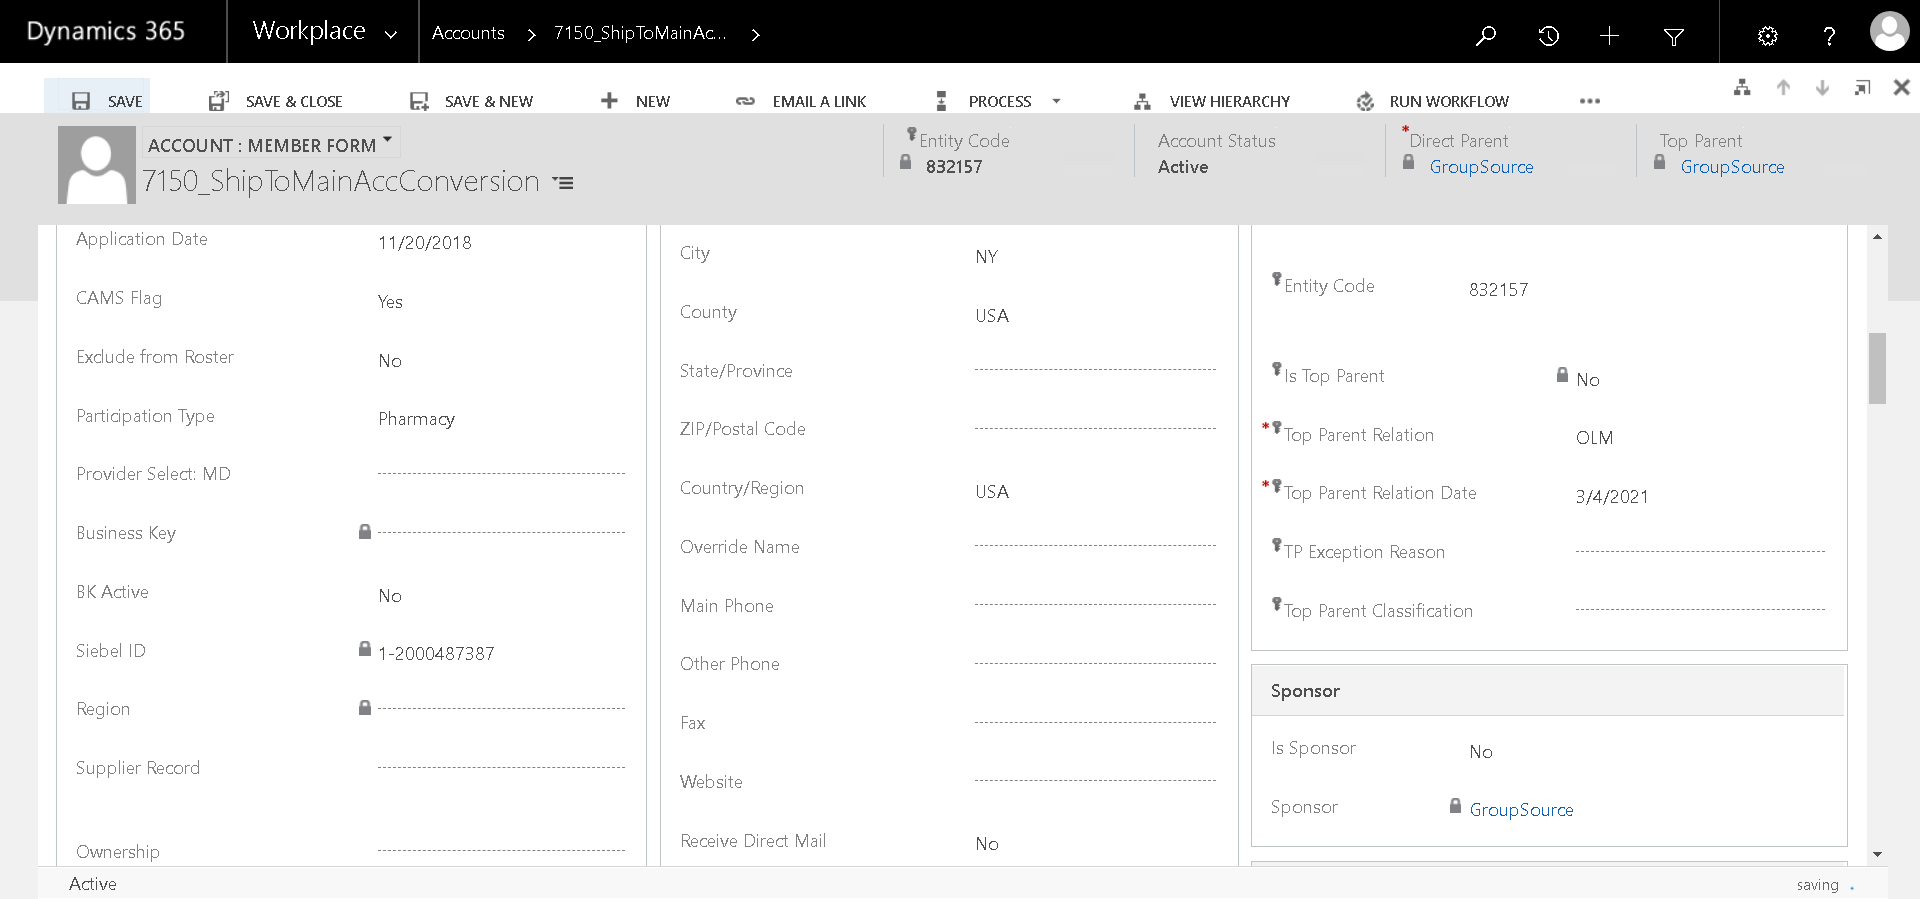 Dynamics 365
Workplace
Accounts
7150_ShipToMainAc...
SAVE
SAVE & CLOSE
SAVE & NEW
NEW
EMAIL A LINK
PROCESS
VIEW HIERARCHY
RUN WORKFLOW
ACCOUNT : MEMBER FORM
7150_ShipToMainAccConversion
Entity Code
832157
Account Status
Active
*Direct Parent
GroupSource
Top Parent
GroupSource
Application Date 11/20/2018
CAMS Flag Yes
Exclude from Roster No
Participation Type Pharmacy
Provider Select: MD
Business Key
BK Active No
Siebel ID 1-2000487387
Region
Supplier Record
Ownership
City NY
County USA
State/Province
ZIP/Postal Code
Country/Region USA
Override Name
Main Phone
Other Phone
Fax
Website
Receive Direct Mail No
Entity Code 832157
Is Top Parent No
*Top Parent Relation OLM
*Top Parent Relation Date 3/4/2021
TP Exception Reason
Top Parent Classification
Sponsor
Is Sponsor No
Sponsor GroupSource
Active
saving